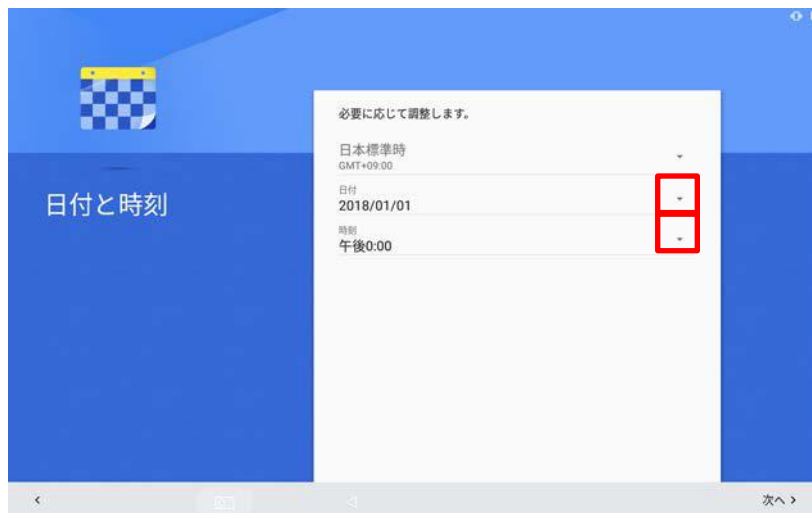 日付と時刻
必要に応じて調整します。
日本標準時
GMT+09:00
日付
2018/01/01
時刻
午後0:00
次へ